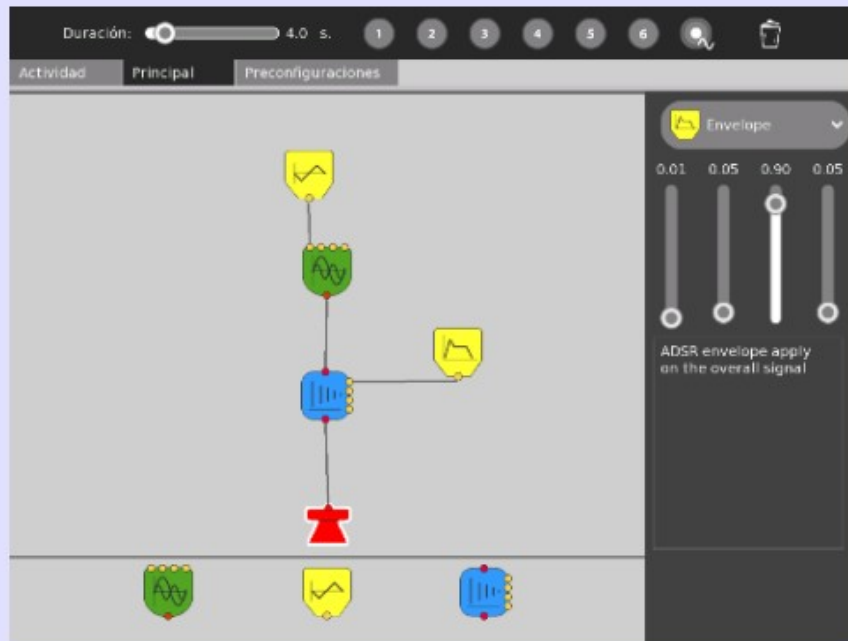 Duración: 4.0 s. 1 2 3 4 5 6
Actividad Principal Preconfiguraciones
Envelope
0.01 0.05 0.90 0.05
ADSR envelope apply
on the overall signal